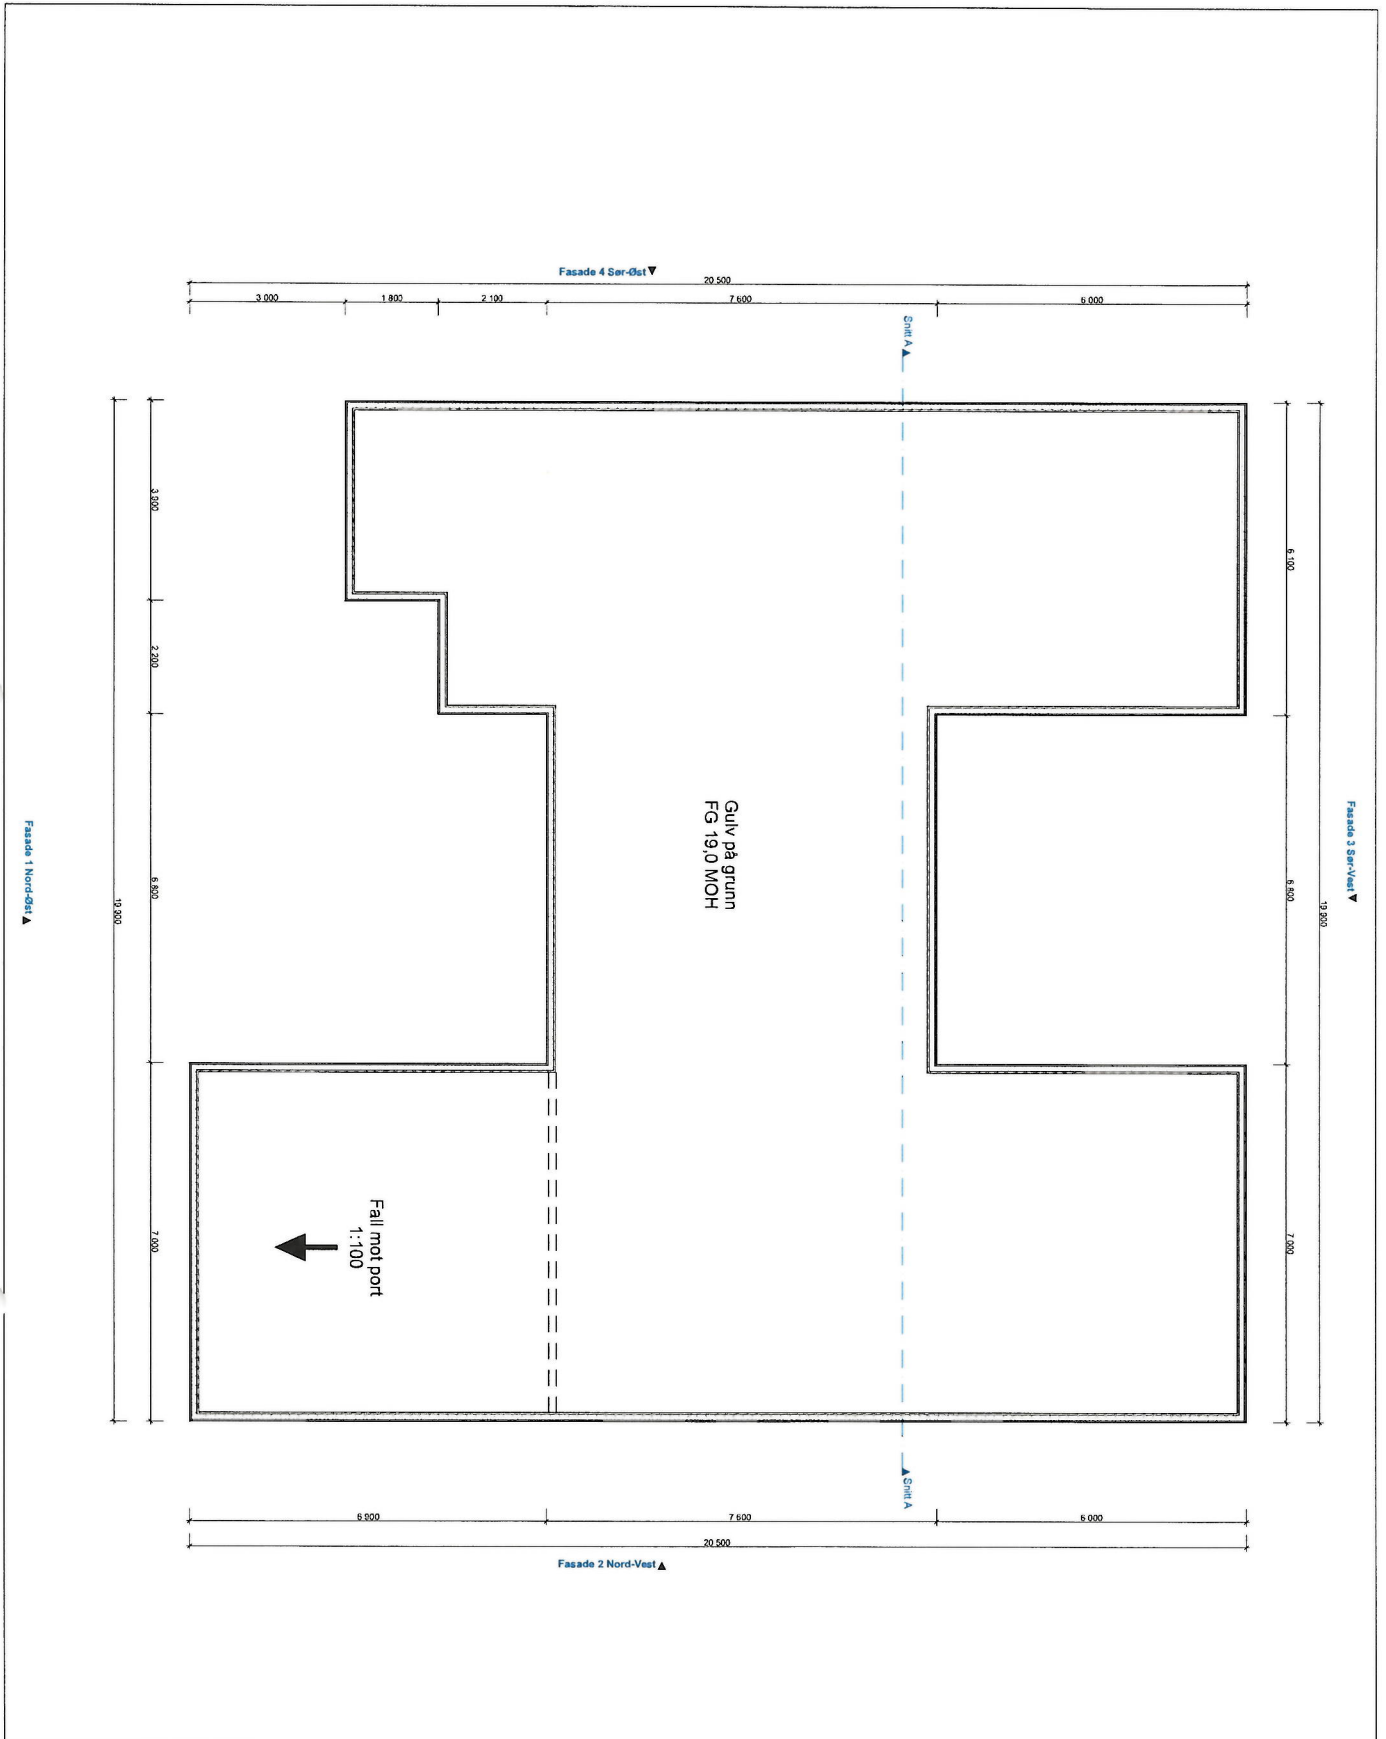 Fasade 4 Sør-Øst
20 500
3 000
1 800
2 100
7 600
6 000
Snitt A
3 900
2 200
6 800
7 000
19 900
6 100
6 800
7 000
19 900
Fasade 3 Sør-Vest
Fasade 1 Nord-Øst
Gulv på grunn
FG 19,0 MOH
Fall mot port
1:100
Snitt A
6 900
7 600
6 000
20 500
Fasade 2 Nord-Vest